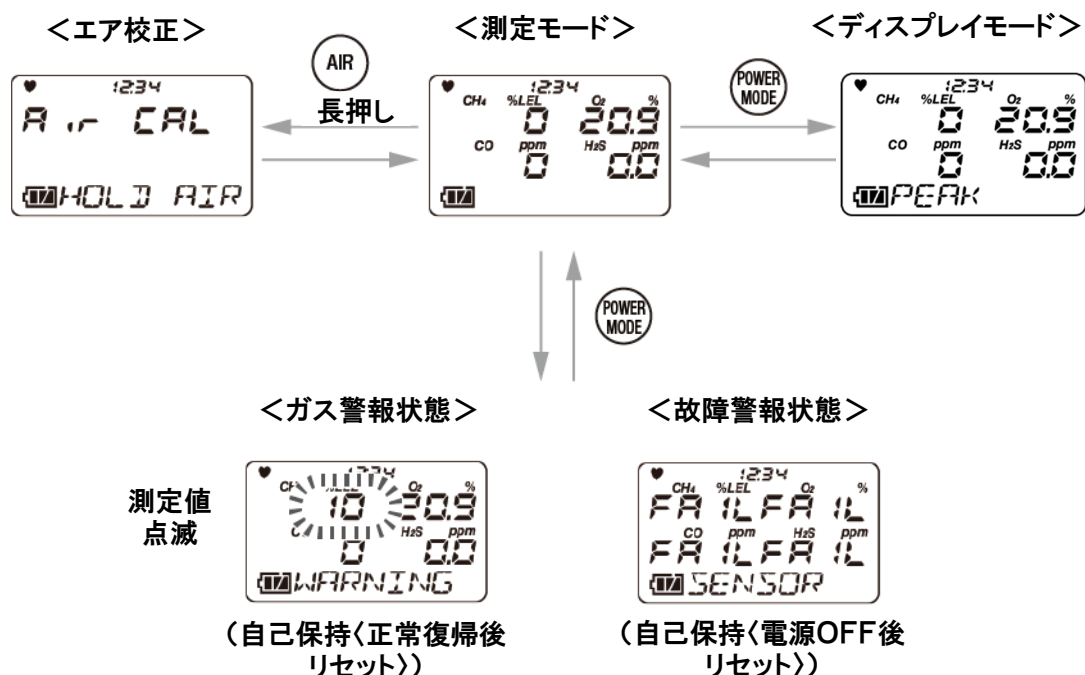 ＜エア校正＞
＜測定モード＞
＜ディスプレイモード＞
AIR
長押し
POWER
MODE
12:34
Air CAL
HOLD AIR
12:34
CH₄ %LEL O₂ %
0 20.9
CO ppm H₂S ppm
0 0.0
12:34
CH₄ %LEL O₂ %
0 20.9
CO ppm H₂S ppm
0 0.0
PEAK
POWER
MODE
＜ガス警報状態＞
＜故障警報状態＞
測定値
点滅
O₂ %
10 20.9
H₂S ppm
0 0.0
WARNING
12:34
CH₄ %LEL O₂ %
FAIL FAIL
CO ppm H₂S ppm
FAIL FAIL
SENSOR
（自己保持〈正常復帰後
リセット〉）
（自己保持〈電源OFF後
リセット〉）